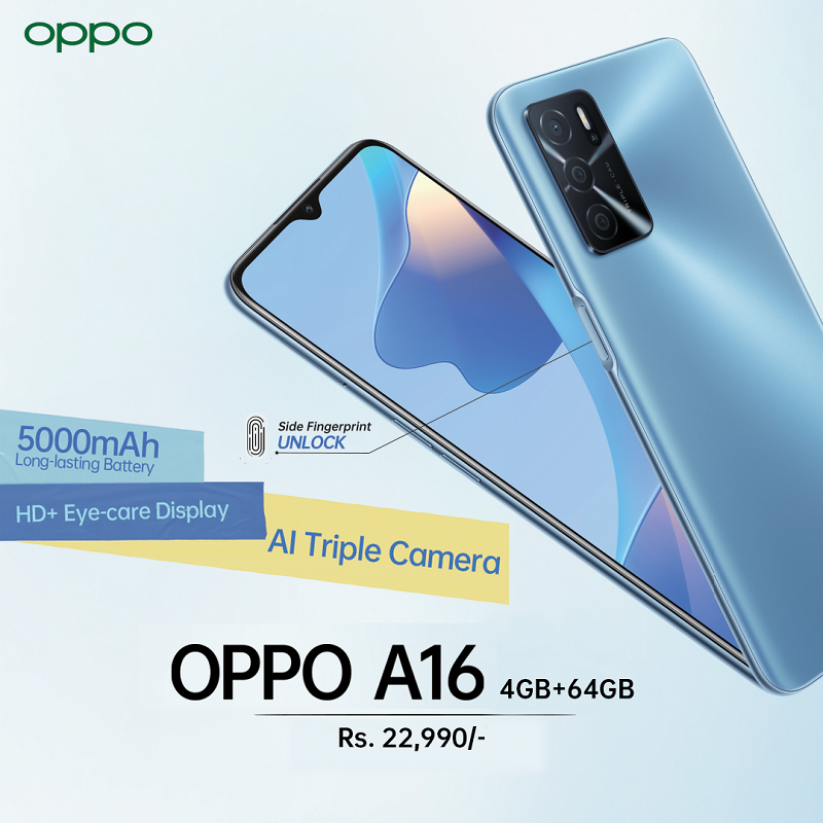 oppo
Side Fingerprint
UNLOCK
5000mAh
Long-lasting Battery
HD+ Eye-care Display
AI Triple Camera
OPPO A16 4GB+64GB
Rs. 22,990/-